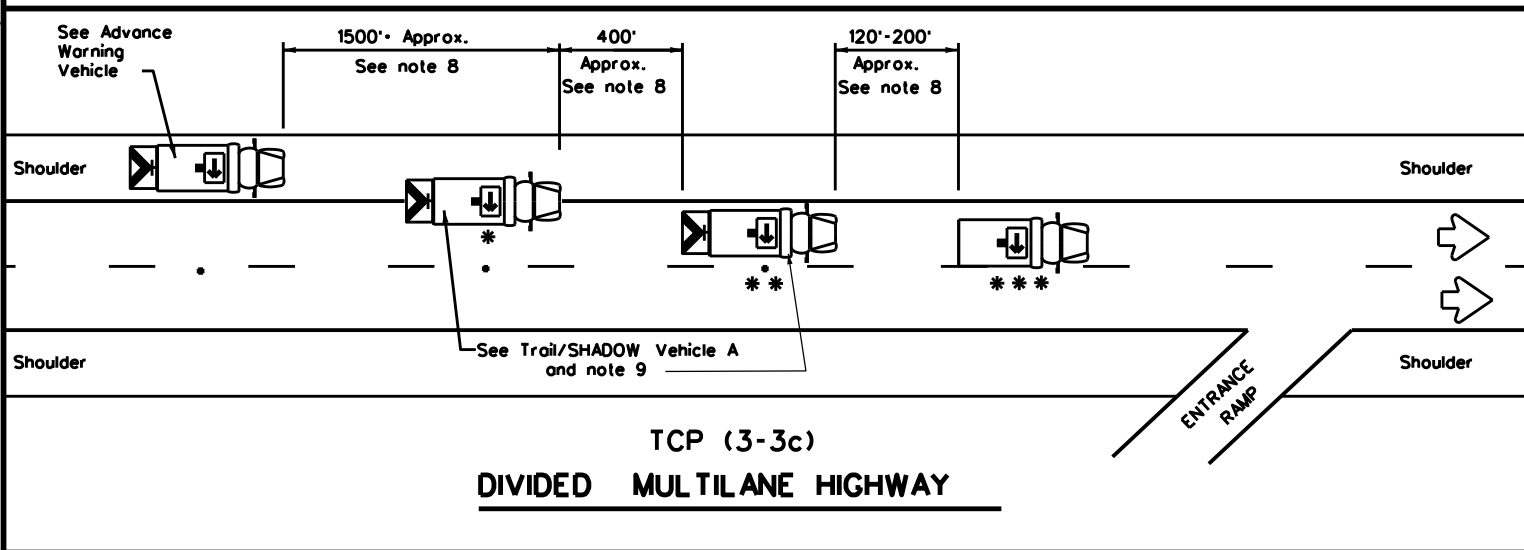 See Advance
Warning
Vehicle
1500'+ Approx.
See note 8
400'
Approx.
See note 8
120'-200'
Approx.
See note 8
Shoulder
Shoulder
*
* *
* * *
See Trail/SHADOW Vehicle A
and note 9
Shoulder
Shoulder
ENTRANCE
RAMP
TCP (3-3c)
DIVIDED MULTILANE HIGHWAY